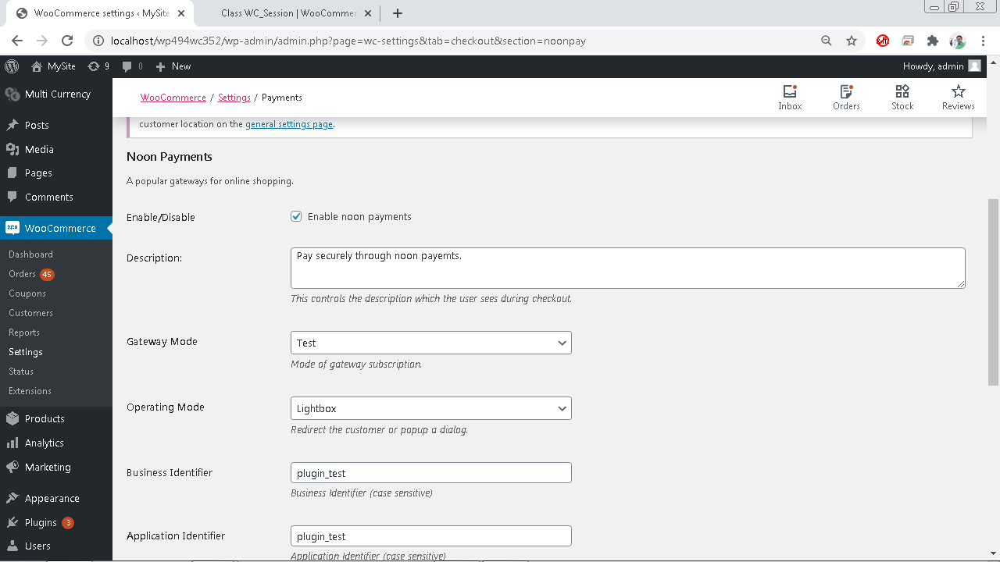 WooCommerce settings ‹ MySite
Class WC_Session | WooCommer
localhost/wp494wc352/wp-admin/admin.php?page=wc-settings&tab=checkout&section=noonpay
MySite 9 0 New
Howdy, admin
Multi Currency
Posts
Media
Pages
Comments
WooCommerce
Dashboard
Orders 45
Coupons
Customers
Reports
Settings
Status
Extensions
Products
Analytics
Marketing
Appearance
Plugins 3
Users
WooCommerce / Settings / Payments
Inbox
Orders
Stock
Reviews
customer location on the general settings page.
Noon Payments
A popular gateways for online shopping.
Enable/Disable
Enable noon payments
Description:
Pay securely through noon payemts.
This controls the description which the user sees during checkout.
Gateway Mode
Test
Mode of gateway subscription.
Operating Mode
Lightbox
Redirect the customer or popup a dialog.
Business Identifier
plugin_test
Business Identifier (case sensitive)
Application Identifier
plugin_test
Application Identifier (case sensitive)